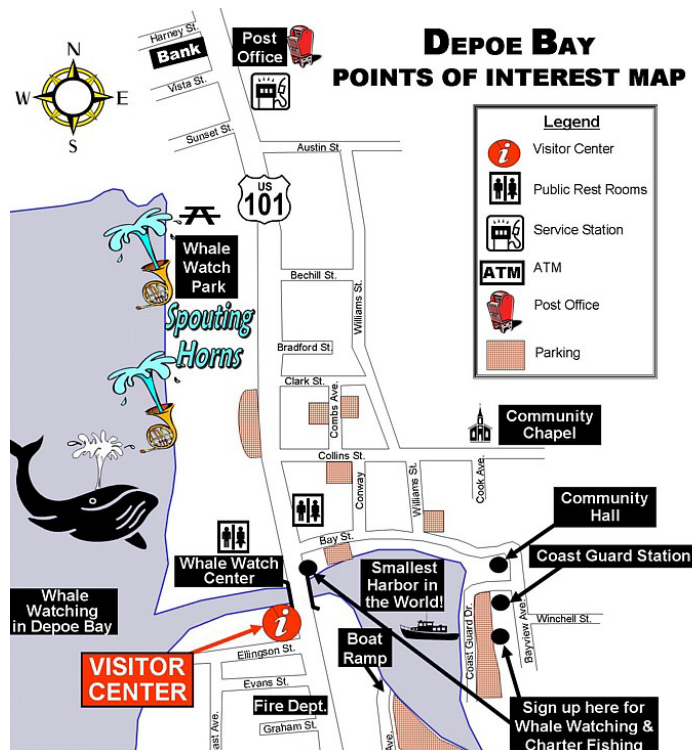 DEPOE BAY
POINTS OF INTEREST MAP
N
W
E
S
Harney St.
Bank
Post
Office
Vista St.
Sunset St.
Austin St.
US
101
Legend
Visitor Center
Public Rest Rooms
Service Station
ATM
ATM
Post Office
Parking
Whale
Watch
Park
Spouting
Horns
Bechill St.
Williams St.
Bradford St.
Clark St.
Combs Ave.
Collins St.
Conway
Williams St.
Cook Ave.
Community
Chapel
Community
Hall
Coast Guard Station
Bay St.
Whale Watch
Center
Smallest
Harbor in
the World!
Whale
Watching
in Depoe Bay
i
VISITOR
CENTER
Boat
Ramp
Coast Guard Dr.
Bayview Ave.
Winchell St.
Ellingson St.
Evans St.
Fire Dept.
Graham St.
ast Ave.
Ave.
Sign up here for
Whale Watching &
Charter Fishing